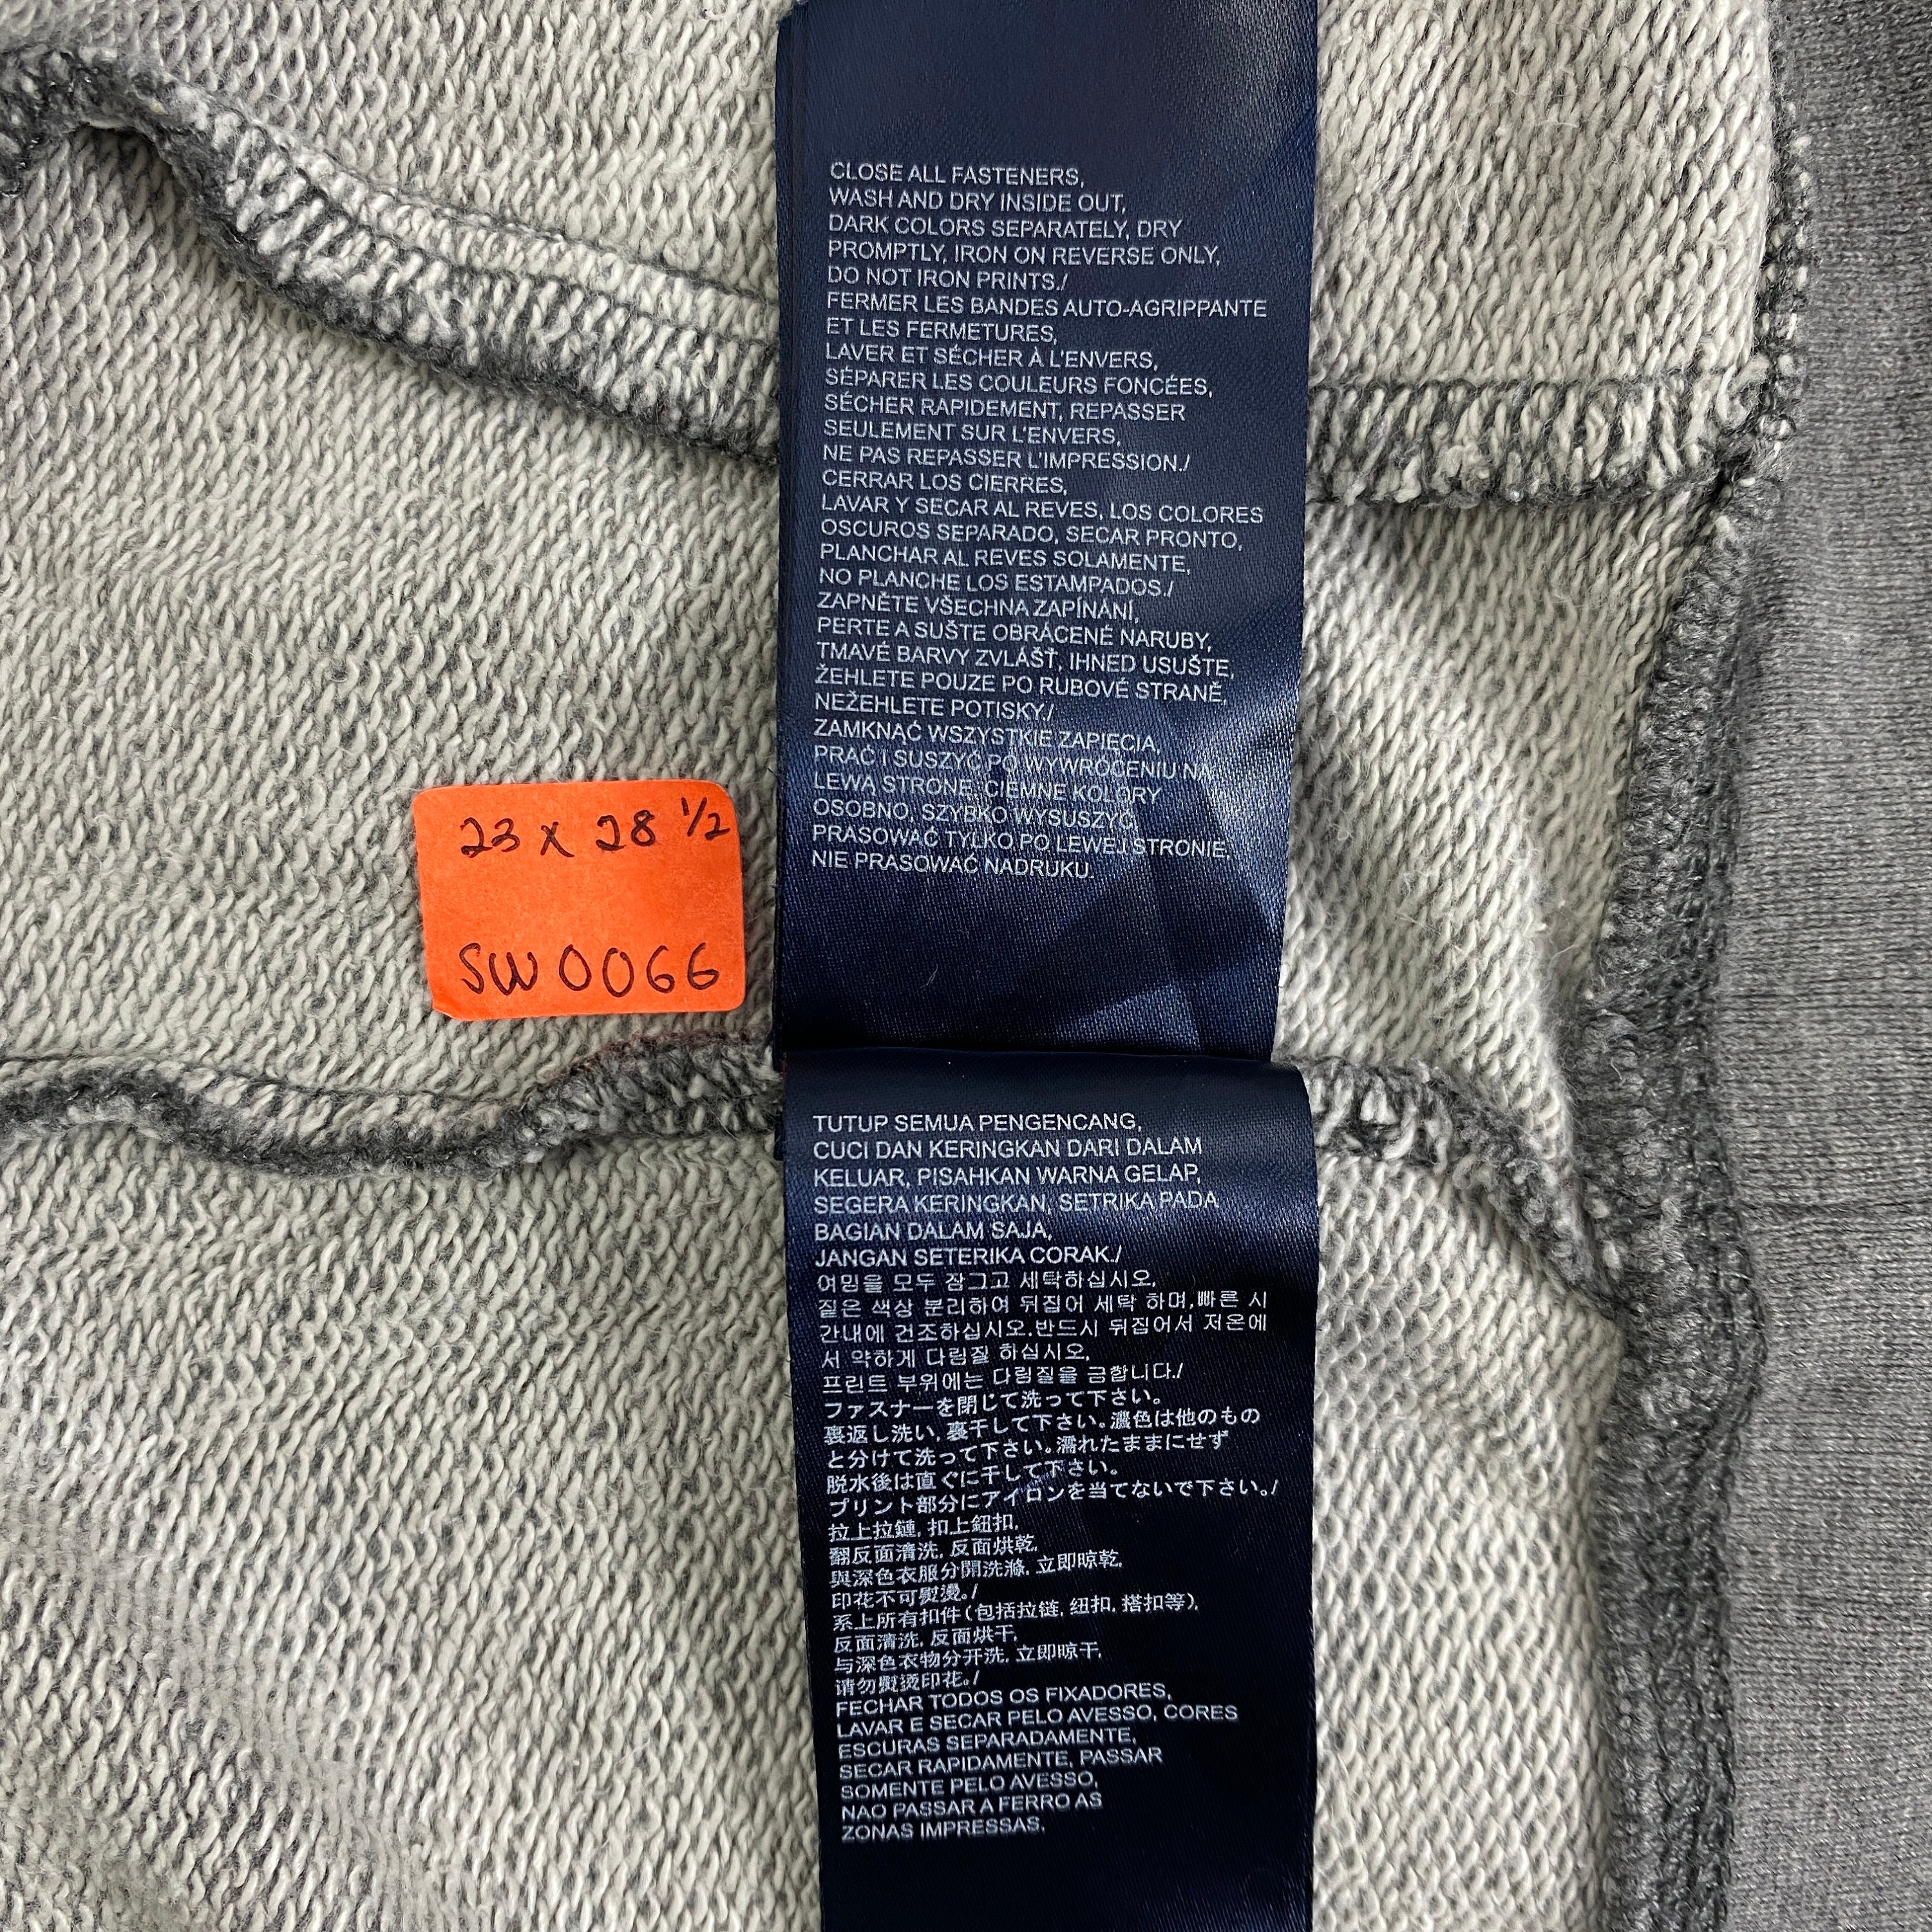 CLOSE ALL FASTENERS,
WASH AND DRY INSIDE OUT,
DARK COLORS SEPARATELY, DRY
PROMPTLY, IRON ON REVERSE ONLY,
DO NOT IRON PRINTS./
FERMER LES BANDES AUTO-AGRIPPANTE
ET LES FERMETURES,
LAVER ET SÉCHER À L'ENVERS,
SÉPARER LES COULEURS FONCÉES,
SÉCHER RAPIDEMENT, REPASSER
SEULEMENT SUR L'ENVERS,
NE PAS REPASSER L'IMPRESSION./
CERRAR LOS CIERRES,
LAVAR Y SECAR AL REVES, LOS COLORES
OSCUROS SEPARADO, SECAR PRONTO,
PLANCHAR AL REVES SOLAMENTE,
NO PLANCHE LOS ESTAMPADOS./
ZAPNĚTE VŠECHNA ZAPÍNÁNÍ,
PERTE A SUŠTE OBRÁCENÉ NARUBY,
TMAVÉ BARVY ZVLÁŠŤ, IHNED USUŠTE,
ŽEHLETE POUZE PO RUBOVÉ STRANĚ,
NEŽEHLETE POTISKY./
ZAMKNĄĆ WSZYSTKIE ZAPIĘCIA,
PRAĆ I SUSZYĆ PO WYWRÓCENIU NA
LEWĄ STRONĘ, CIEMNE KOLORY
OSOBNO, SZYBKO WYSUSZYĆ,
PRASOWAĆ TYLKO PO LEWEJ STRONIE,
NIE PRASOWAĆ NADRUKU.
23 x 28 1/2
SW0066
TUTUP SEMUA PENGENCANG,
CUCI DAN KERINGKAN DARI DALAM
KELUAR, PISAHKAN WARNA GELAP,
SEGERA KERINGKAN, SETRIKA PADA
BAGIAN DALAM SAJA,
JANGAN SETERIKA CORAK./
여밈을 모두 잠그고 세탁하십시오,
짙은 색상 분리하여 뒤집어 세탁 하며,빠른 시
간내에 건조하십시오.반드시 뒤집어서 저온에
서 약하게 다림질 하십시오,
프린트 부위에는 다림질을 금합니다./
ファスナーを閉じて洗って下さい。
裏返し洗い, 裏干して下さい。濃色は他のもの
と分けて洗って下さい。濡れたままにせず
脱水後は直ぐに干して下さい。
プリント部分にアイロンを当てないで下さい。/
拉上拉鏈, 扣上鈕扣,
翻反面清洗, 反面烘乾,
與深色衣服分開洗滌, 立即晾乾,
印花不可熨燙。/
系上所有扣件(包括拉链, 纽扣, 搭扣等),
反面清洗, 反面烘干,
与深色衣物分开洗, 立即晾干,
请勿熨烫印花。/
FECHAR TODOS OS FIXADORES,
LAVAR E SECAR PELO AVESSO, CORES
ESCURAS SEPARADAMENTE,
SECAR RAPIDAMENTE, PASSAR
SOMENTE PELO AVESSO,
NAO PASSAR A FERRO AS
ZONAS IMPRESSAS.